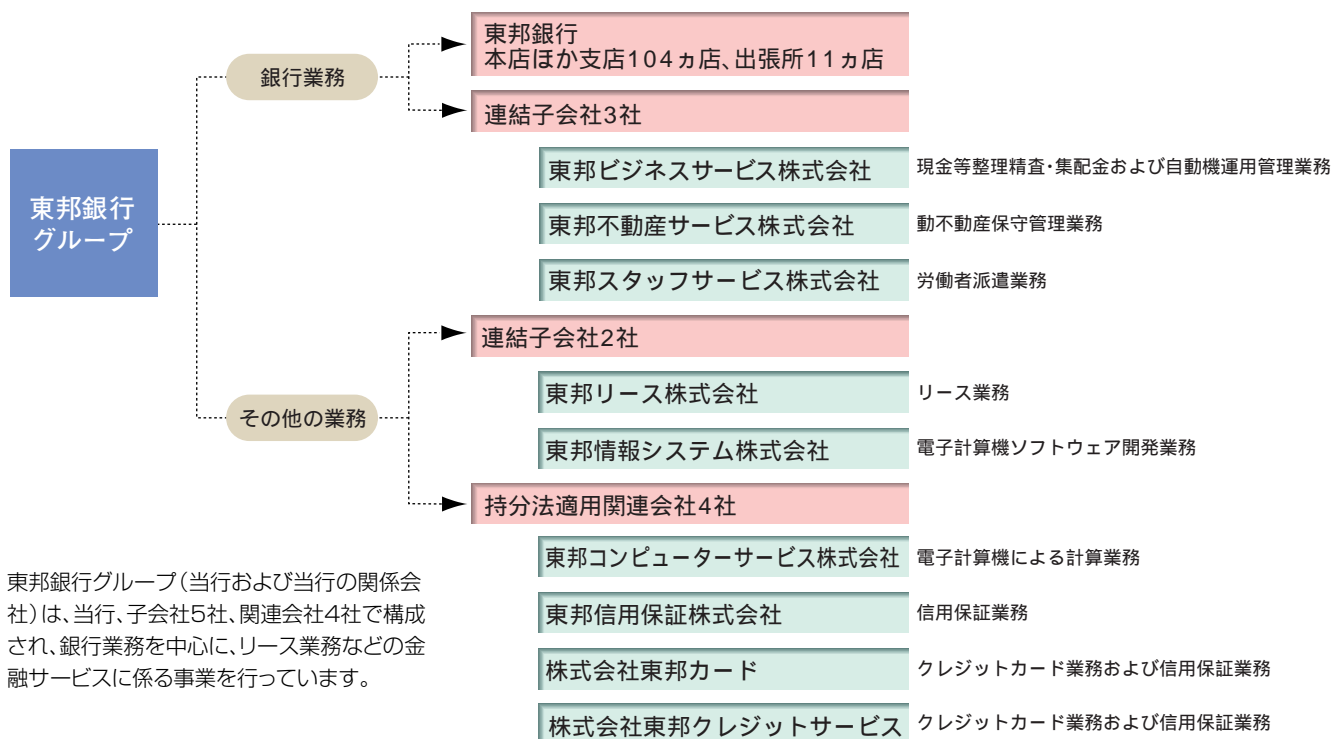 東邦銀行
グループ
銀行業務
東邦銀行
本店ほか支店104ヵ店、出張所11ヵ店
連結子会社3社
東邦ビジネスサービス株式会社
現金等整理精査・集配金および自動機運用管理業務
東邦不動産サービス株式会社
動不動産保守管理業務
東邦スタッフサービス株式会社
労働者派遣業務
その他の業務
連結子会社2社
東邦リース株式会社
リース業務
東邦情報システム株式会社
電子計算機ソフトウェア開発業務
持分法適用関連会社4社
東邦コンピューターサービス株式会社
電子計算機による計算業務
東邦信用保証株式会社
信用保証業務
株式会社東邦カード
クレジットカード業務および信用保証業務
株式会社東邦クレジットサービス
クレジットカード業務および信用保証業務
東邦銀行グループ(当行および当行の関係会
社)は、当行、子会社5社、関連会社4社で構成
され、銀行業務を中心に、リース業務などの金
融サービスに係る事業を行っています。